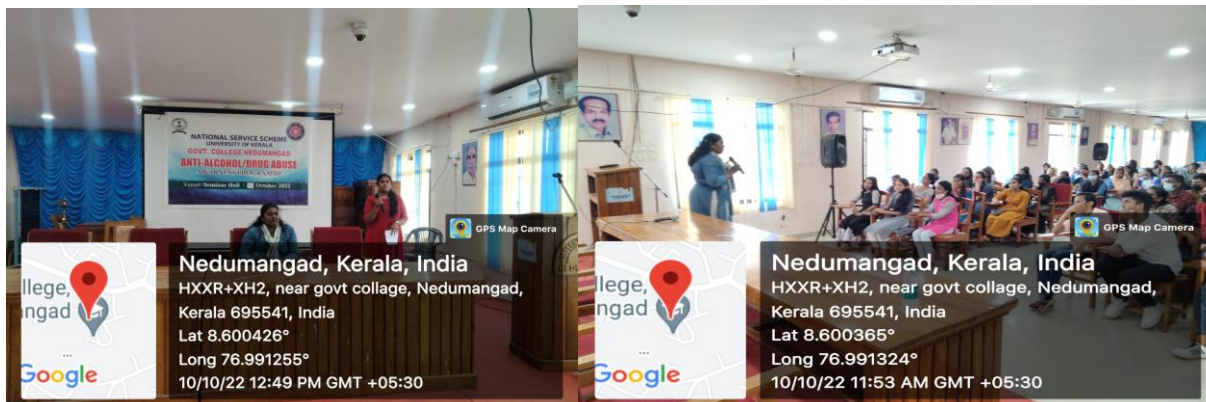 NATIONAL SERVICE SCHEME
UNIVERSITY OF KERALA
GOVT. COLLEGE NEDUMANGAD
ANTI-ALCOHOL/DRUG ABUSE
AWARNESS PROGRAMME
Venue: Seminar Hall October 2022
GPS Map Camera
llege,
ngad
Google
Nedumangad, Kerala, India
HXXR+XH2, near govt collage, Nedumangad,
Kerala 695541, India
Lat 8.600426°
Long 76.991255°
10/10/22 12:49 PM GMT +05:30
GPS Map Camera
llege,
ngad
Google
Nedumangad, Kerala, India
HXXR+XH2, near govt collage, Nedumangad,
Kerala 695541, India
Lat 8.600365°
Long 76.991324°
10/10/22 11:53 AM GMT +05:30